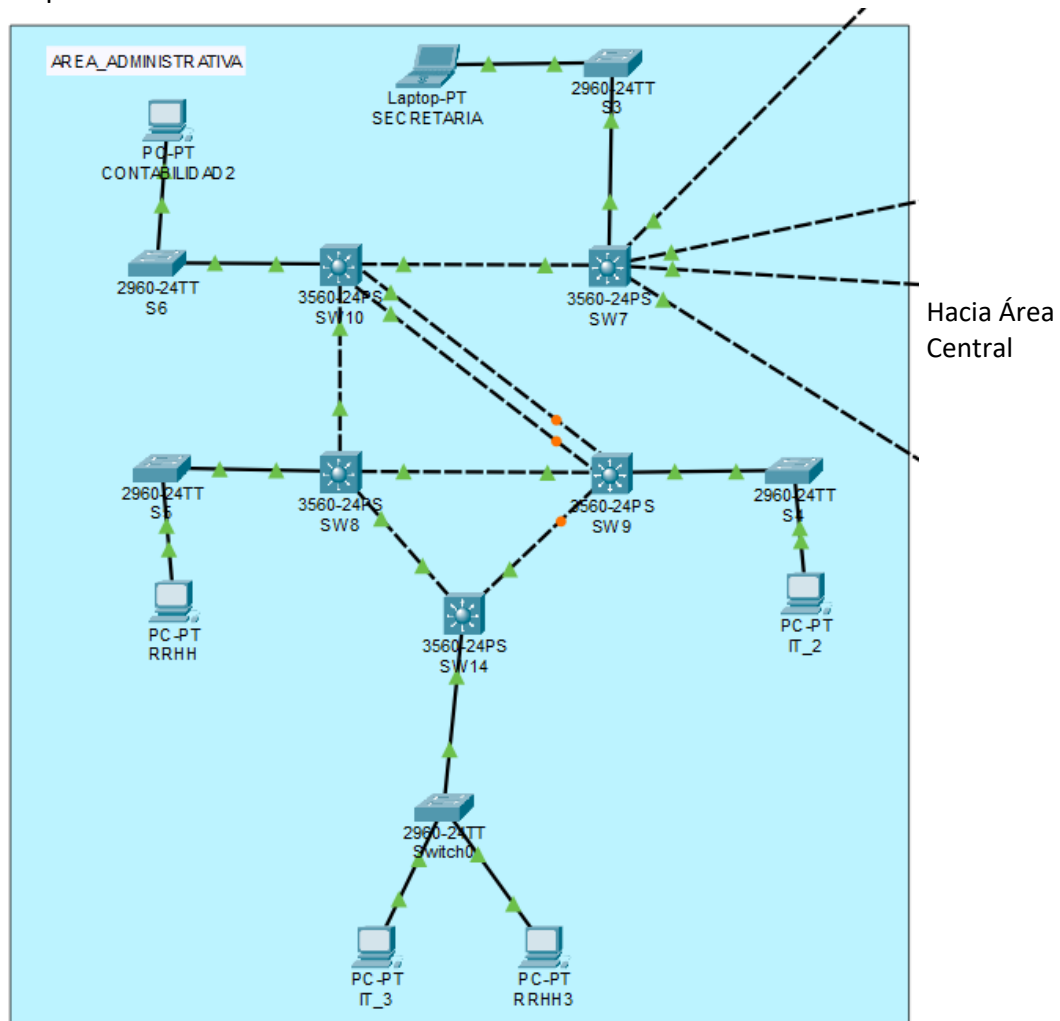 AREA_ADMINISTRATIVA
Laptop-PT
SECRETARIA
2960-24TT
S3
PC-PT
CONTABILIDAD2
2960-24TT
S6
3560-24PS
SW10
3560-24PS
SW7
Hacia Área
Central
2960-24TT
S5
3560-24PS
SW8
3560-24PS
SW9
2960-24TT
S4
PC-PT
RRHH
3560-24PS
SW14
PC-PT
IT_2
2960-24TT
Switch0
PC-PT
IT_3
PC-PT
RRHH3